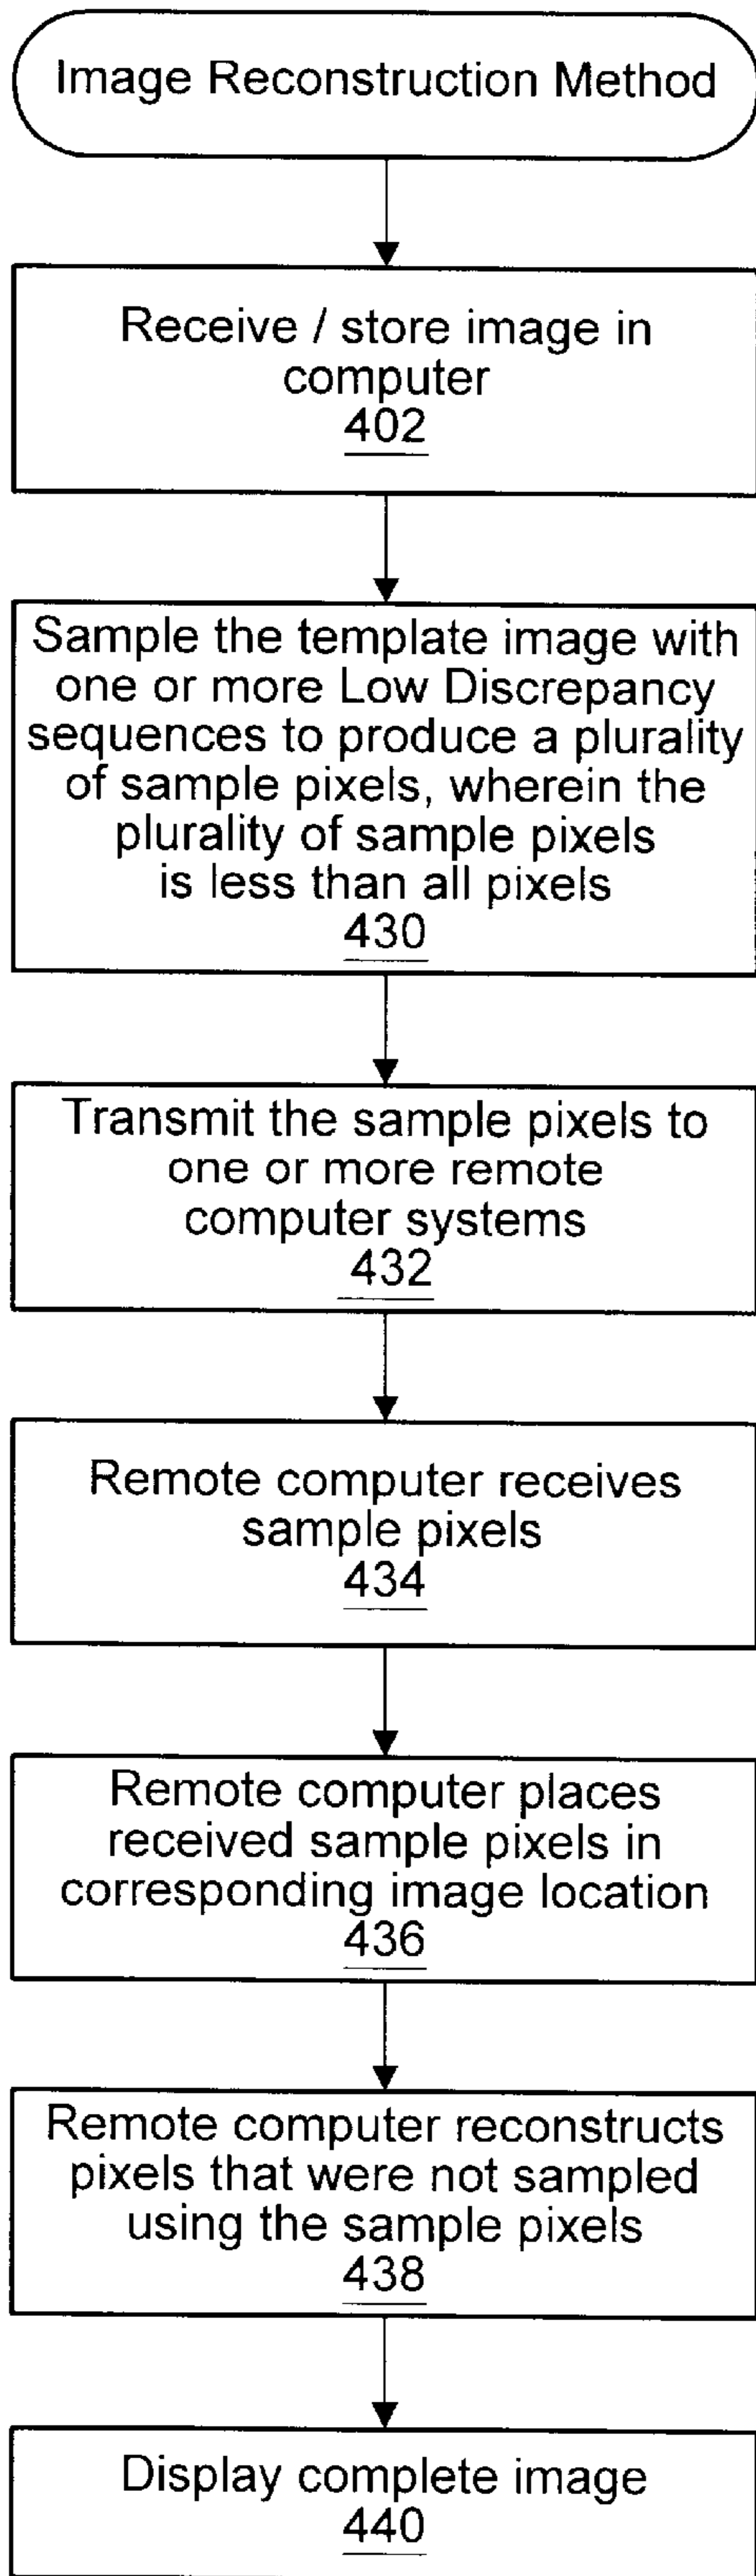 Image Reconstruction Method
Receive / store image in
computer
402
Sample the template image with
one or more Low Discrepancy
sequences to produce a plurality
of sample pixels, wherein the
plurality of sample pixels
is less than all pixels
430
Transmit the sample pixels to
one or more remote
computer systems
432
Remote computer receives
sample pixels
434
Remote computer places
received sample pixels in
corresponding image location
436
Remote computer reconstructs
pixels that were not sampled
using the sample pixels
438
Display complete image
440